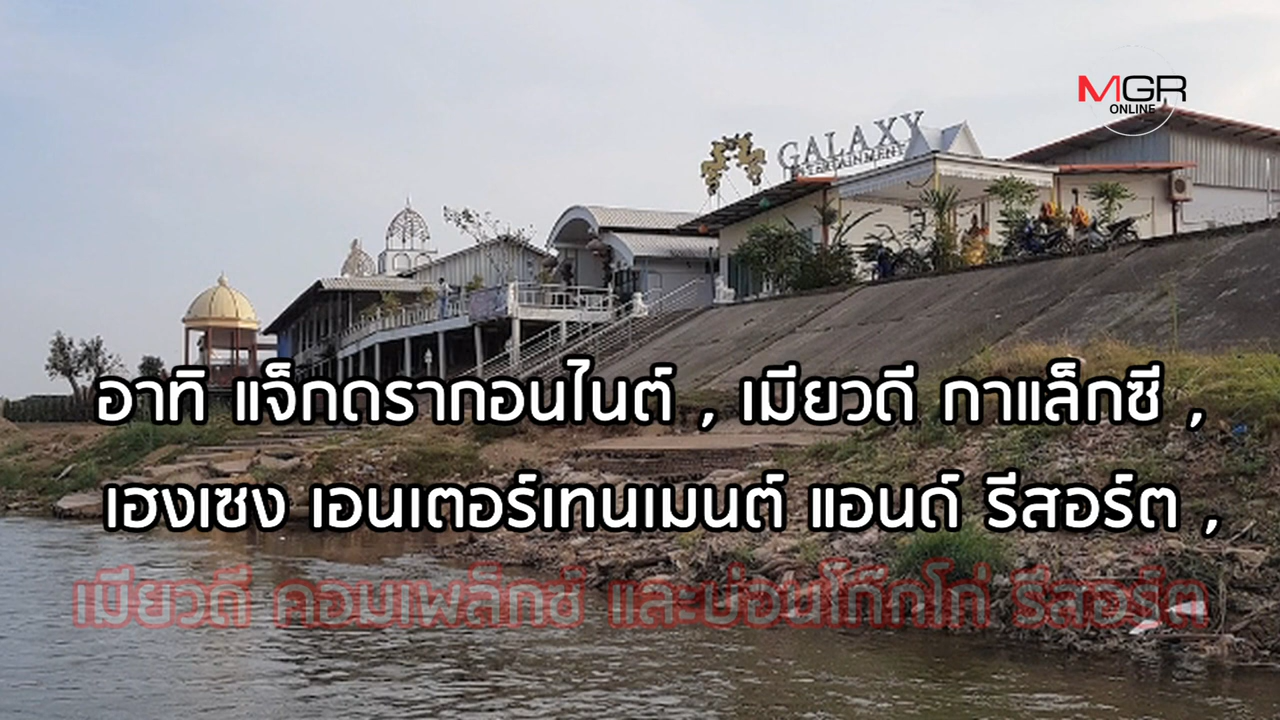 MGR
ONLINE
GALAXY
ENTERTAINMENT
อาทิ แจ็กดรากอนไนต์ , เมียวดี กาแล็กซี ,
เฮงเซง เอนเตอร์เทนเมนต์ แอนด์ รีสอร์ต ,
เมียวดี คอมเพล็กซ์ และบ่อนโก๊กโก่ รีสอร์ต